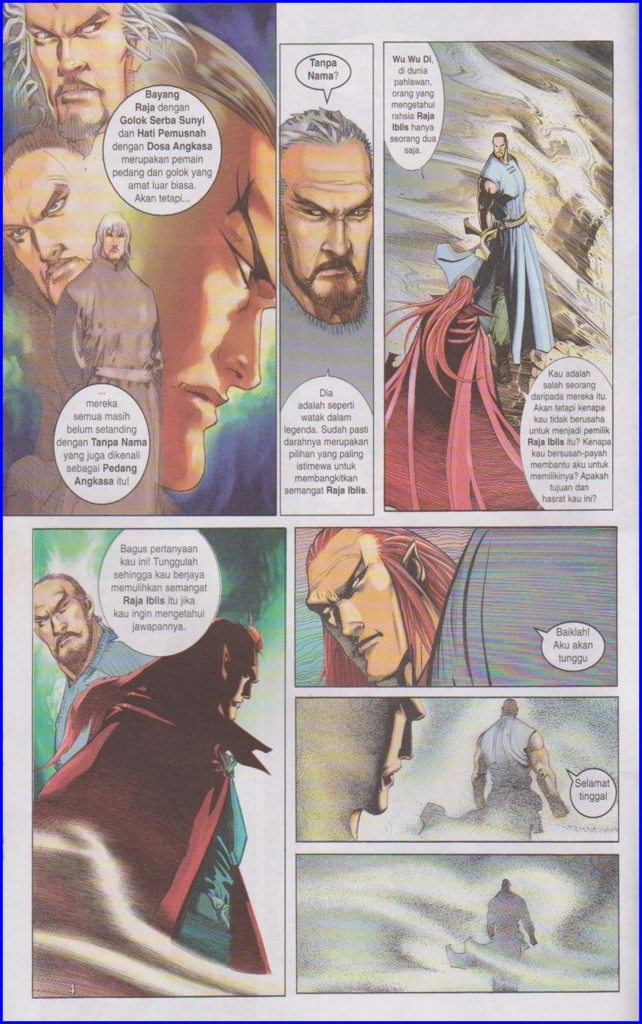 Bayang
Raja dengan
Golok Serba Sunyi
dan Hati Pemusnah
dengan Dosa Angkasa
merupakan pemain
pedang dan golok yang
amat luar biasa.
Akan tetapi...
...
mereka
semua masih
belum setanding
dengan Tanpa Nama
yang juga dikenali
sebagai Pedang
Angkasa itu!
Tanpa
Nama?
Dia
adalah seperti
watak dalam
legenda. Sudah pasti
darahnya merupakan
pilihan yang paling
istimewa untuk
membangkitkan
semangat Raja Iblis.
Wu Wu Di,
di dunia
pahlawan,
orang yang
mengetahui
rahsia Raja
Iblis hanya
seorang dua
saja.
Kau adalah
salah seorang
daripada mereka itu.
Akan tetapi kenapa
kau tidak berusaha
untuk menjadi pemilik
Raja Iblis itu? Kenapa
kau bersusah-payah
membantu aku untuk
memilikinya? Apakah
tujuan dan
hasrat kau ini?
Bagus pertanyaan
kau ini! Tunggulah
sehingga kau berjaya
memulihkan semangat
Raja Iblis itu jika
kau ingin mengetahui
jawapannya.
Baiklah!
Aku akan
tunggu
Selamat
tinggal
4